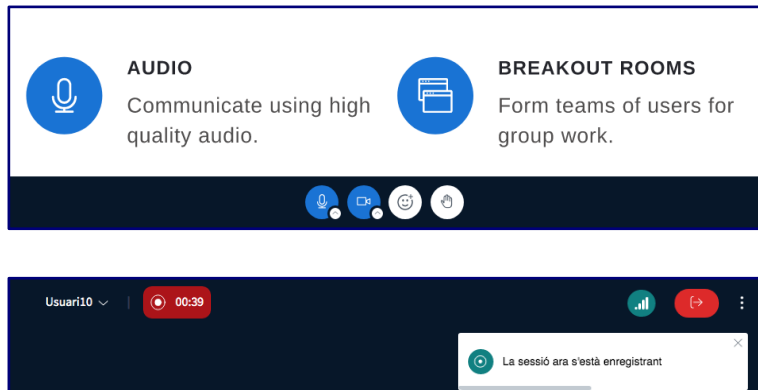 AUDIO
Communicate using high
quality audio.
BREAKOUT ROOMS
Form teams of users for
group work.
Usuari10
00:39
La sessió ara s'està enregistrant